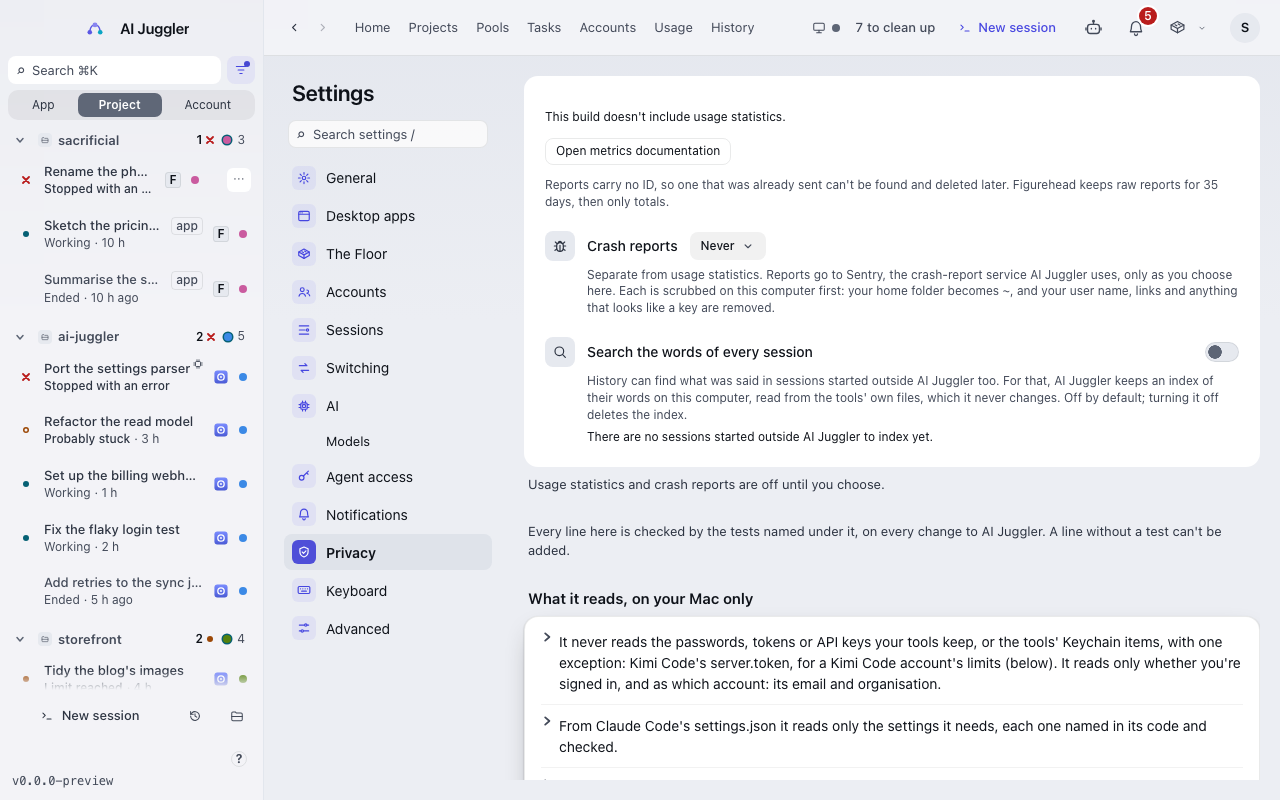 AI Juggler
Search ⌘K
App Project Account
sacrificial 1 3
Rename the ph...
Stopped with an ... F
Sketch the pricin... app
Working · 10 h F
Summarise the s... app
Ended · 10 h ago F
ai-juggler 2 5
Port the settings parser
Stopped with an error
Refactor the read model
Probably stuck · 3 h
Set up the billing webh...
Working · 1 h
Fix the flaky login test
Working · 2 h
Add retries to the sync j...
Ended · 5 h ago
storefront 2 4
Tidy the blog's images
Limit reached · 4 h
New session
?
v0.0.0-preview
Home Projects Pools Tasks Accounts Usage History
7 to clean up New session 5 S
Settings
Search settings /
General
Desktop apps
The Floor
Accounts
Sessions
Switching
AI
Models
Agent access
Notifications
Privacy
Keyboard
Advanced
This build doesn't include usage statistics.
Open metrics documentation
Reports carry no ID, so one that was already sent can't be found and deleted later. Figurehead keeps raw reports for 35
days, then only totals.
Crash reports Never
Separate from usage statistics. Reports go to Sentry, the crash-report service AI Juggler uses, only as you choose
here. Each is scrubbed on this computer first: your home folder becomes ~, and your user name, links and anything
that looks like a key are removed.
Search the words of every session
History can find what was said in sessions started outside AI Juggler too. For that, AI Juggler keeps an index of
their words on this computer, read from the tools' own files, which it never changes. Off by default; turning it off
deletes the index.
There are no sessions started outside AI Juggler to index yet.
Usage statistics and crash reports are off until you choose.
Every line here is checked by the tests named under it, on every change to AI Juggler. A line without a test can't be
added.
What it reads, on your Mac only
It never reads the passwords, tokens or API keys your tools keep, or the tools' Keychain items, with one
exception: Kimi Code's server.token, for a Kimi Code account's limits (below). It reads only whether you're
signed in, and as which account: its email and organisation.
From Claude Code's settings.json it reads only the settings it needs, each one named in its code and
checked.